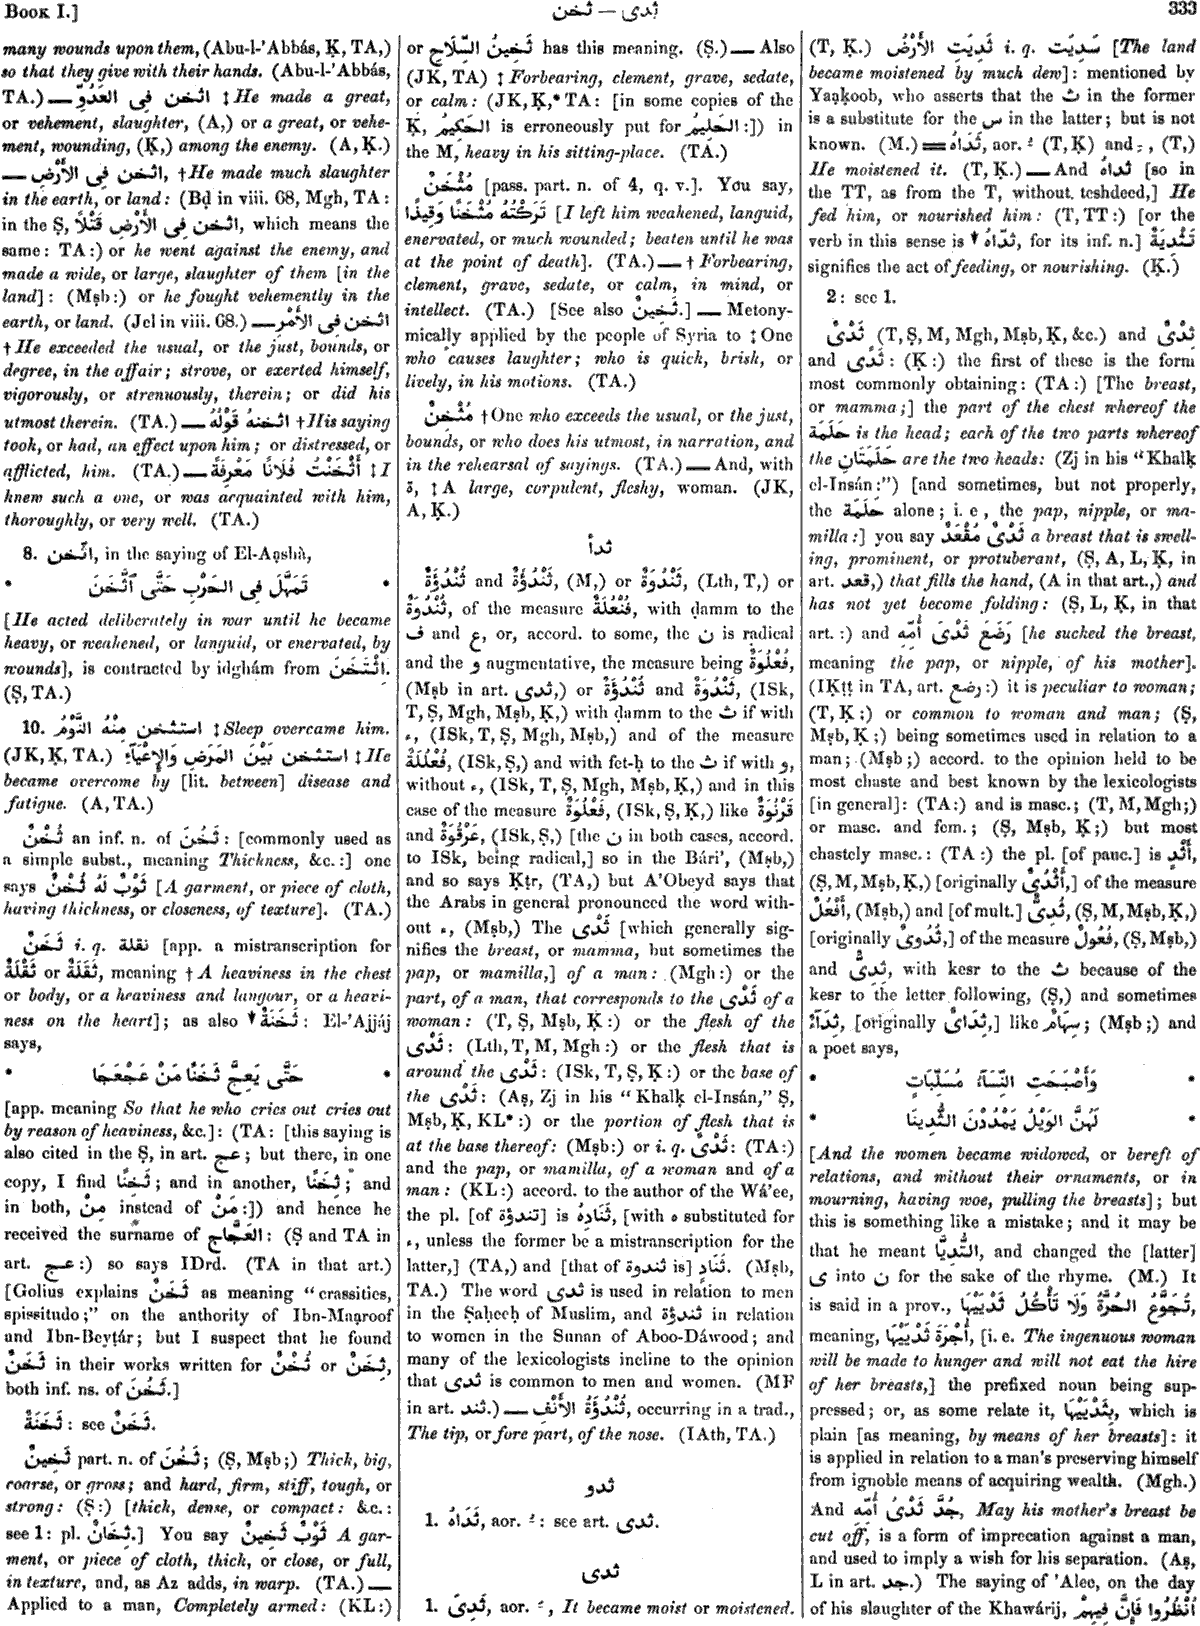 BOOK I.]
ثخن — ثدى
333
many wounds upon them, (Abu-l-'Abbás, Ḳ, TA,)
so that they give with their hands. (Abu-l-'Abbás,
TA.) — اثخن فِى العَدُوِّ ‡ He made a great,
or vehement, slaughter, (A,) or a great, or vehe-
ment, wounding, (Ḳ,) among the enemy. (A, Ḳ.)
— اثخن فِى الأَرْضِ, † He made much slaughter
in the earth, or land: (Bḍ in viii. 68, Mgh, TA:
in the Ṣ, اثخن فِى الأَرْضِ قَتْلًا, which means the
same: TA:) or he went against the enemy, and
made a wide, or large, slaughter of them [in the
land]: (Mṣb:) or he fought vehemently in the
earth, or land. (Jel in viii. 68.) — اثخن فِى الأَمْرِ
† He exceeded the usual, or the just, bounds, or
degree, in the affair; strove, or exerted himself,
vigorously, or strenuously, therein; or did his
utmost therein. (TA.) — اثخنهُ قَوْلُهُ † His saying
took, or had, an effect upon him; or distressed, or
afflicted, him. (TA.) — أَثْخَنْتُ فُلَانًا مَعْرِفَةً ‡ I
knew such a one, or was acquainted with him,
thoroughly, or very well. (TA.)
8. اثّخن, in the saying of El-Aạshà,
* تَمَهَّلَ فِى الحَرْبِ حَتَّى ٱثَّخَنَ *
[He acted deliberately in war until he became
heavy, or weakened, or languid, or enervated, by
wounds], is contracted by idghám from اثْتَخَنَ.
(Ṣ, TA.)
10. استثخن مِنْهُ النَّوْمُ ‡ Sleep overcame him.
(JK, Ḳ, TA.) استثخن بَيْنَ المَرَضِ وَالإِعْيَآءِ ‡ He
became overcome by [lit. between] disease and
fatigue. (A, TA.)
ثُخْنٌ an inf. n. of ثَخُنَ: [commonly used as
a simple subst., meaning Thickness, &c.:] one
says ثَوْبٌ لَهُ ثُخْنٌ [A garment, or piece of cloth,
having thickness, or closeness, of texture]. (TA.)
ثَخَنٌ i. q. نقلة [app. a mistranscription for
ثَقَلَةٌ or ثَقْلَةٌ, meaning † A heaviness in the chest
or body, or a heaviness and languour, or a heavi-
ness on the heart]; as also ▼ ثَخَنَةٌ: El-'Ajjáj
says,
* حَتَّى يَعِجَّ ثَخَنًا مَنْ عَجْعَجَا *
[app. meaning So that he who cries out cries out
by reason of heaviness, &c.]: (TA: [this saying is
also cited in the Ṣ, in art. عج; but there, in one
copy, I find ثَخِنًا; and in another, ثُخْنًا; and
in both, مِنْ instead of مَنْ:]) and hence he
received the surname of العَجَّاجِ: (Ṣ and TA in
art. عج:) so says IDrd. (TA in that art.)
[Golius explains ثَخَنٌ as meaning "crassities,
spissitudo;" on the authority of Ibn-Maạroof
and Ibn-Beyṭár; but I suspect that he found
ثَخَنٌ in their works written for ثُخْنٌ or ثِخَنٌ,
both inf. ns. of ثَخُنَ.]
ثَخَنَةٌ: see ثَخَنٌ.
ثَخِينٌ part. n. of ثَخُنَ; (Ṣ, Mṣb;) Thick, big,
coarse, or gross; and hard, firm, stiff, tough, or
strong: (Ṣ:) [thick, dense, or compact: &c.:
see 1: pl. ثِخَانٌ.] You say ثَوْبٌ ثَخِينٌ A gar-
ment, or piece of cloth, thick, or close, or full,
in texture, and, as Az adds, in warp. (TA.) —
Applied to a man, Completely armed: (KL:)
or ثَخِينُ السِّلَاحِ has this meaning. (Ṣ.) — Also
(JK, TA) ‡ Forbearing, clement, grave, sedate,
or calm: (JK, Ḳ,* TA: [in some copies of the
Ḳ, الحَكِيمُ is erroneously put for الحَلِيمُ:]) in
the M, heavy in his sitting-place. (TA.)
مُثْخَنٌ [pass. part. n. of 4, q. v.]. You say,
تَرَكْتُهُ مُثْخَنًا وَقِيذًا [I left him weakened, languid,
enervated, or much wounded; beaten until he was
at the point of death]. (TA.) — † Forbearing,
clement, grave, sedate, or calm, in mind, or
intellect. (TA.) [See also ثَخِينٌ.] — Metony-
mically applied by the people of Syria to ‡ One
who causes laughter; who is quick, brisk, or
lively, in his motions. (TA.)
مُثْخِنٌ † One who exceeds the usual, or the just,
bounds, or who does his utmost, in narration, and
in the rehearsal of sayings. (TA.) — And, with
ة, ‡ A large, corpulent, fleshy, woman. (JK,
A, Ḳ.)
ثدأ
ثُنْدُوَةٌ and ثُنْدُؤَةٌ, (M,) or ثَنْدُوَةٌ, (Lth, T,) or
ثُنْدُوَةٌ, of the measure فُنْعُلَةٌ, with ḍamm to the
ف and ع, or, accord. to some, the ن is radical
and the و augmentative, the measure being فُعْلُوَةٌ,
(Mṣb in art. ثدى,) or ثُنْدُؤَةٌ and ثَنْدُوَةٌ, (ISk,
T, Ṣ, Mgh, Mṣb, Ḳ,) with ḍamm to the ث if with
ء, (ISk, T, Ṣ, Mgh, Mṣb,) and of the measure
فُعْلُلَةٌ, (ISk, Ṣ,) and with fet-ḥ to the ث if with و,
without ء, (ISk, T, Ṣ, Mgh, Mṣb, Ḳ,) and in this
case of the measure فَعْلُوَةٌ, (ISk, Ṣ, Ḳ,) like قَرْنُوَةٌ
and عَرْقُوَةٌ, (ISk, Ṣ,) [the ن in both cases, accord.
to ISk, being radical,] so in the Bári', (Mṣb,)
and so says Ḳṭr, (TA,) but A'Obeyd says that
the Arabs in general pronounced the word with-
out ء, (Mṣb,) The ثَدْى [which generally sig-
nifies the breast, or mamma, but sometimes the
pap, or mamilla,] of a man: (Mgh:) or the
part, of a man, that corresponds to the ثَدْى of a
woman: (T, Ṣ, Mṣb, Ḳ:) or the flesh of the
ثَدْى: (Lth, T, M, Mgh:) or the flesh that is
around the ثَدْى: (ISk, T, Ṣ, Ḳ:) or the base of
the ثَدْى: (Aṣ, Zj in his "Khalḳ el-Insán," Ṣ,
Mṣb, Ḳ, KL*:) or the portion of flesh that is
at the base thereof: (Mṣb:) or i. q. ثَدْىٌ: (TA:)
and the pap, or mamilla, of a woman and of a
man: (KL:) accord. to the author of the Wá'ee,
the pl. [of تندؤة] is ثَنَادِهُ, [with ه substituted for
ء, unless the former be a mistranscription for the
latter,] (TA,) and [that of ثندوة is] ثَنَادٍ. (Mṣb,
TA.) The word ثدى is used in relation to men
in the Ṣaḥeeḥ of Muslim, and ثندؤة in relation
to women in the Sunan of Aboo-Dáwood; and
many of the lexicologists incline to the opinion
that ثدى is common to men and women. (MF
in art. ثند.) — ثُنْدُؤَةُ الأَنْفِ, occurring in a trad.,
The tip, or fore part, of the nose. (IAth, TA.)
ثدو
1. ثَدَاهُ, aor. ـُ: see art. ثدى.
ثدى
1. ثَدِىَ, aor. ـَ, It became moist or moistened.
(T, Ḳ.) ثَدِيَتِ الأَرْضُ i. q. سَدِيَت [The land
became moistened by much dew]: mentioned by
Yaạḳoob, who asserts that the ث in the former
is a substitute for the س in the latter; but is not
known. (M.) = ثَدَاهُ, aor. ـُ (T, Ḳ) and ـِ, (T,)
He moistened it. (T, Ḳ.) — And ثداهُ [so in
the TT, as from the T, without teshdeed,] He
fed him, or nourished him: (T, TT:) [or the
verb in this sense is ▼ ثدّاهُ, for its inf. n.] تَثْدِيَةٌ
signifies the act of feeding, or nourishing. (Ḳ.)
2: see 1.
ثَدْىٌ (T, Ṣ, M, Mgh, Mṣb, Ḳ, &c.) and ثِدْىٌ
and ثَدًى: (Ḳ:) the first of these is the form
most commonly obtaining: (TA:) [The breast,
or mamma;] the part of the chest whereof the
حَلَمَة is the head; each of the two parts whereof
the حَلَمَتَانِ are the two heads: (Zj in his "Khalḳ
el-Insán:") [and sometimes, but not properly,
the حَلَمَة alone; i. e., the pap, nipple, or ma-
milla:] you say ثَدْىٌ مُقْعَدٌ a breast that is swell-
ing, prominent, or protuberant, (Ṣ, A, L, Ḳ, in
art. قعد,) that fills the hand, (A in that art.,) and
has not yet become folding: (Ṣ, L, Ḳ, in that
art.:) and رَضَعَ ثَدْىَ أُمِّهِ [he sucked the breast,
meaning the pap, or nipple, of his mother].
(IḲṭṭ in TA, art. رضع:) it is peculiar to woman;
(T, Ḳ:) or common to woman and man; (Ṣ,
Mṣb, Ḳ;) being sometimes used in relation to a
man; (Mṣb;) accord. to the opinion held to be
most chaste and best known by the lexicologists
[in general]: (TA:) and is masc.; (T, M, Mgh;)
or masc. and fem.; (Ṣ, Mṣb, Ḳ;) but most
chastely masc.: (TA:) the pl. [of pauc.] is أَثْدٍ,
(Ṣ, M, Mṣb, Ḳ,) [originally أَثْدُىٌ,] of the measure
أَفْعُلٌ, (Mṣb,) and [of mult.] ثُدِىٌّ, (Ṣ, M, Mṣb, Ḳ,)
[originally ثُدُوىٌ,] of the measure فُعُولٌ, (Ṣ, Mṣb,)
and ثِدِىٌّ, with kesr to the ث because of the
kesr to the letter following, (Ṣ,) and sometimes
ثِدَآءٌ, [originally ثِدَاىٌ,] like سِهَامٌ; (Mṣb;) and
a poet says,
* وَأَصْبَحَتِ النِّسَآءُ مُسَلِّبَاتٍ *
* لَهُنَّ الوَيْلُ يَمْدُدْنَ الثُّدِينَا *
[And the women became widowed, or bereft of
relations, and without their ornaments, or in
mourning, having woe, pulling the breasts]; but
this is something like a mistake; and it may be
that he meant الثُّدِيَّا, and changed the [latter]
ى into ن for the sake of the rhyme. (M.) It
is said in a prov., تُجَوَّعُ الحُرَّةُ وَلَا تَأْكُلُ ثَدْيَيْهَا,
meaning, أُجْرَةَ ثَدْيَيْهَا, [i. e. The ingenuous woman
will be made to hunger and will not eat the hire
of her breasts,] the prefixed noun being sup-
pressed; or, as some relate it, بِثَدْيَيْهَا, which is
plain [as meaning, by means of her breasts]: it
is applied in relation to a man's preserving himself
from ignoble means of acquiring wealth. (Mgh.)
And جُدَّ ثَدْىُ أُمِّهِ, May his mother's breast be
cut off, is a form of imprecation against a man,
and used to imply a wish for his separation. (Aṣ,
L in art. جد.) The saying of 'Alee, on the day
of his slaughter of the Khawárij, اُنْظُرُوا فَإِنَّ فِيهِمْ